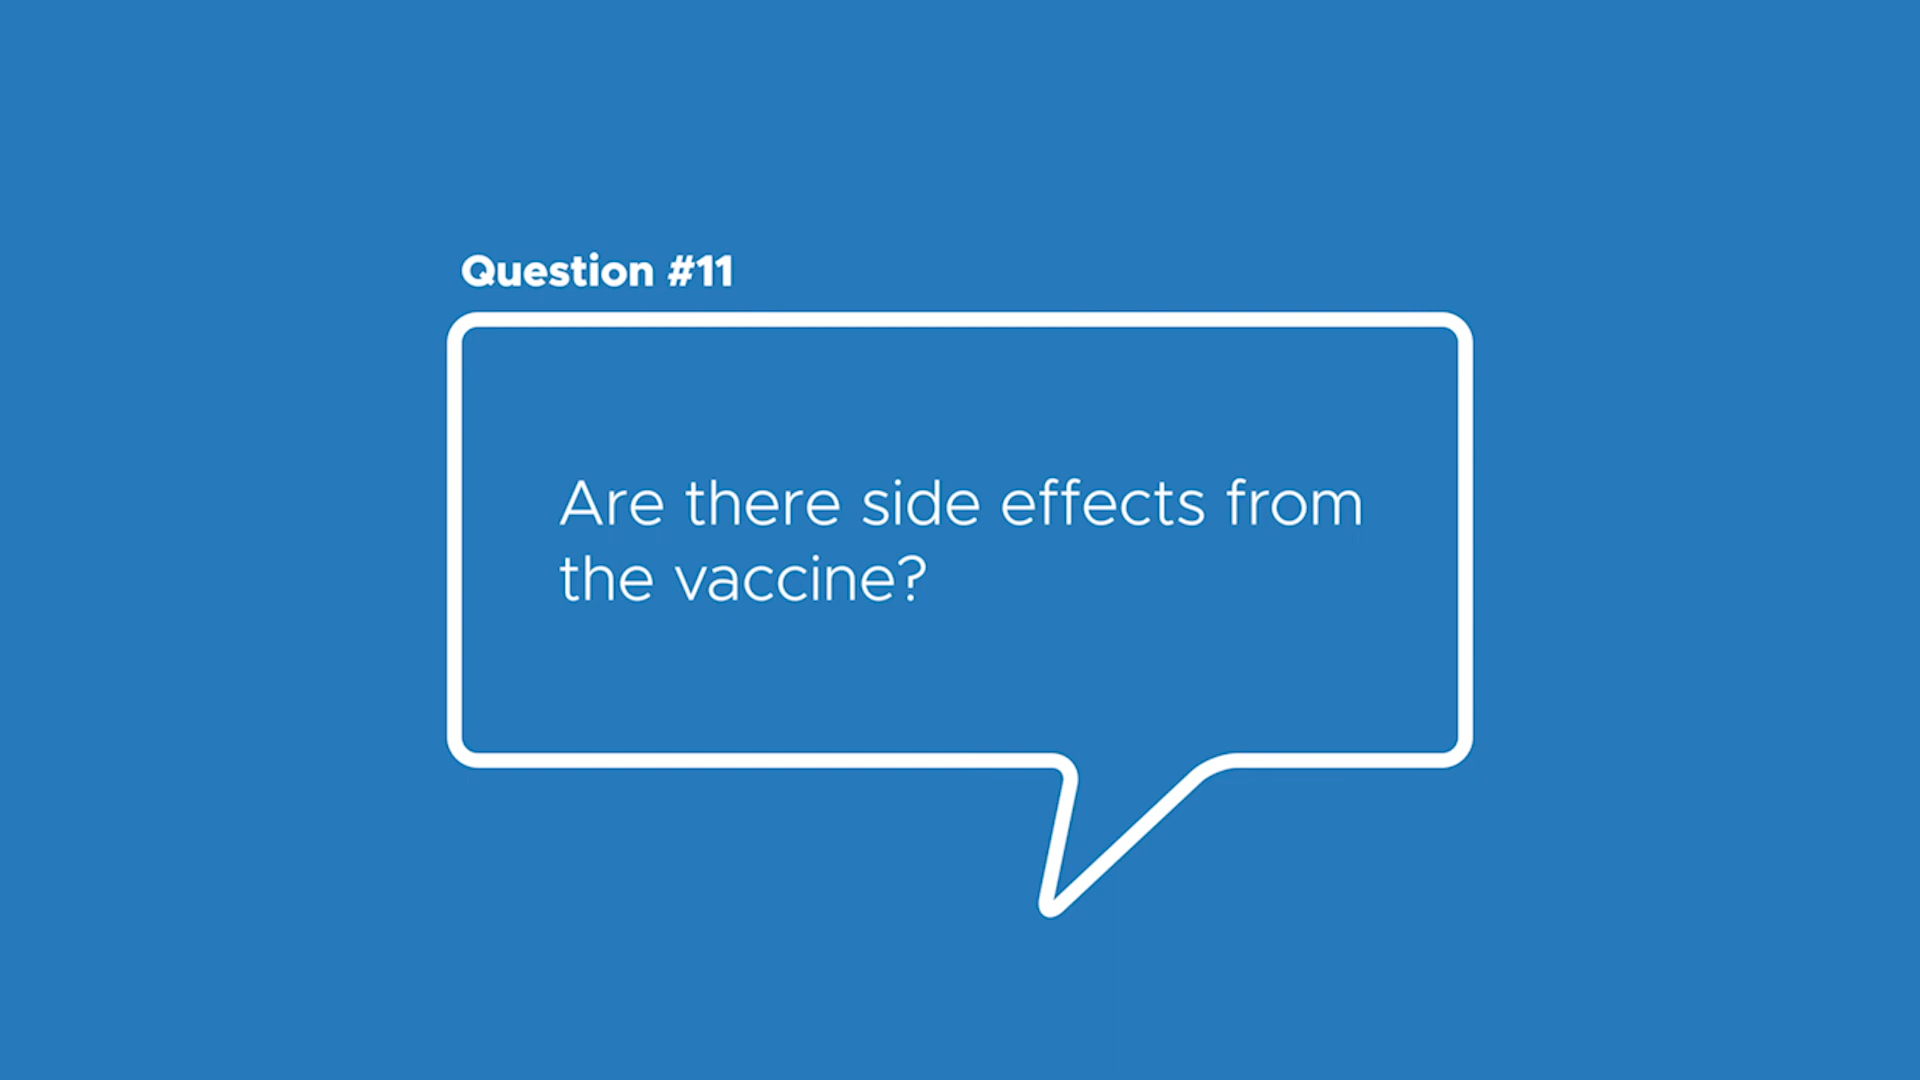 Question #11
Are there side effects from
the vaccine?